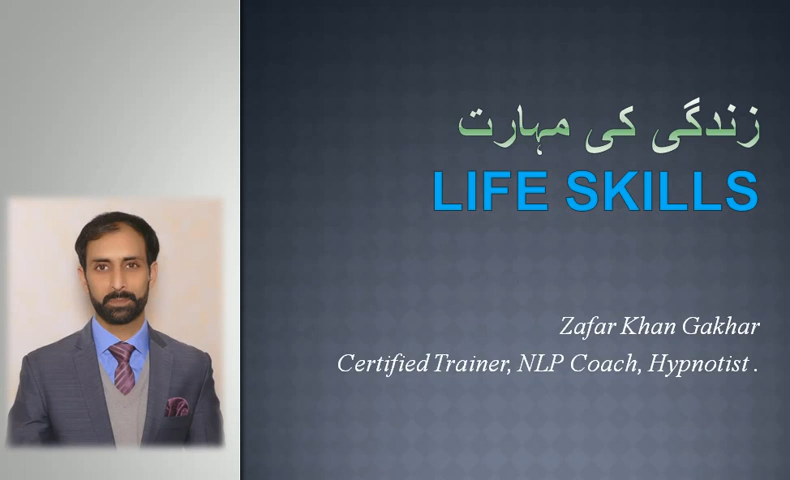 زندگی کی مہارت
LIFE SKILLS
Zafar Khan Gakhar
Certified Trainer, NLP Coach, Hypnotist .